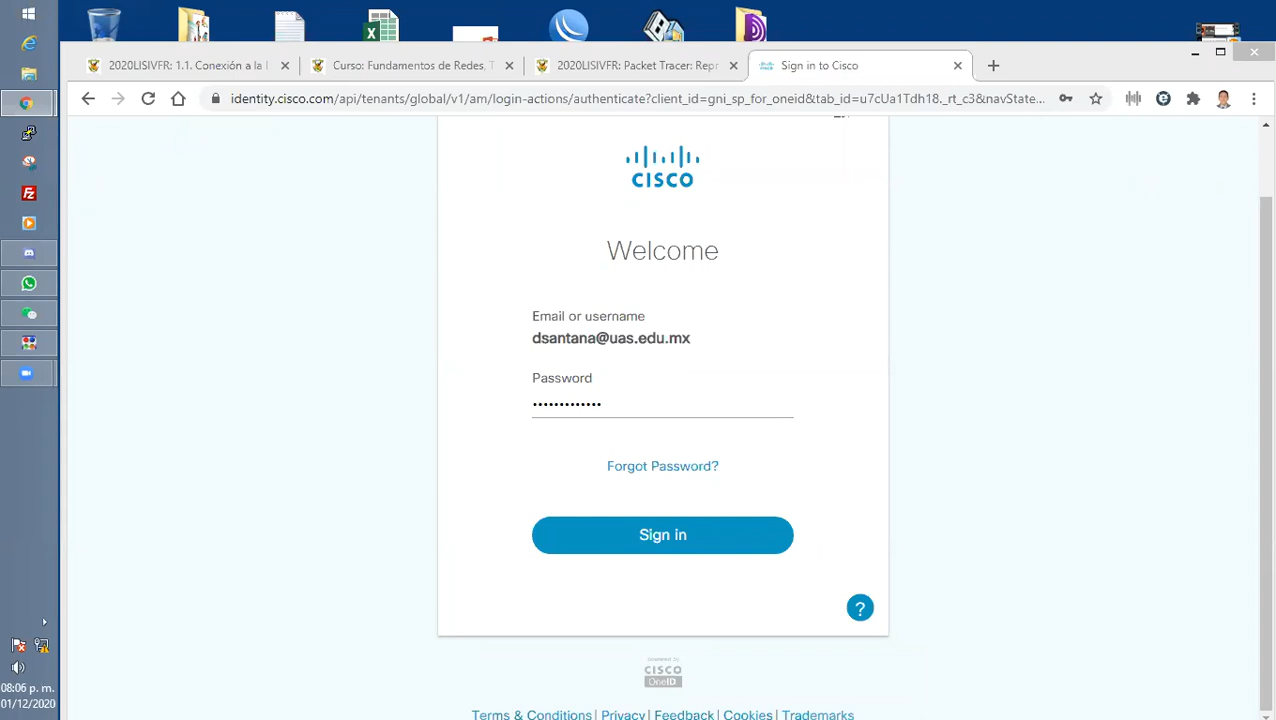 2020LISIVFR: 1.1. Conexión a la
Curso: Fundamentos de Redes,
2020LISIVFR: Packet Tracer: Repr
Sign in to Cisco
identity.cisco.com/api/tenants/global/v1/am/login-actions/authenticate?client_id=gni_sp_for_oneid&tab_id=u7cUa1Tdh18._rt_c3&navState...
CISCO
Welcome
Email or username
dsantana@uas.edu.mx
Password
•••••••••••••
Forgot Password?
Sign in
?
powered by
CISCO
OneID
Terms & Conditions | Privacy | Feedback | Cookies | Trademarks
08:06 p. m.
01/12/2020